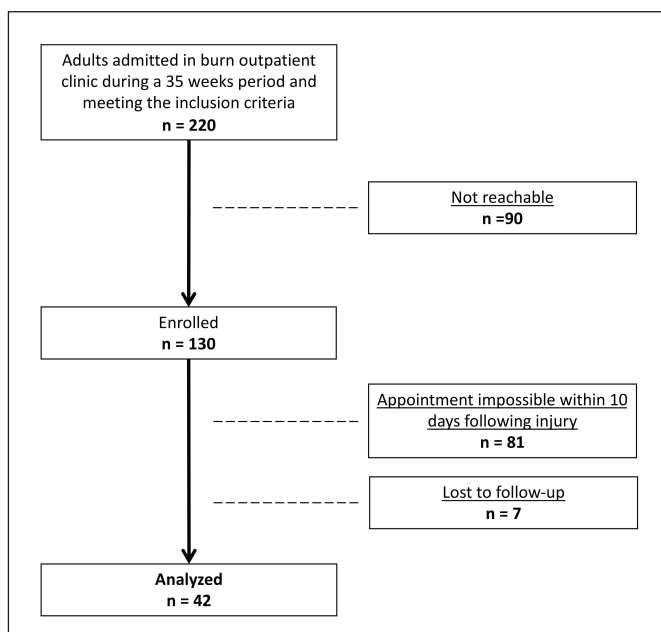 Adults admitted in burn outpatient
clinic during a 35 weeks period and
meeting the inclusion criteria
n = 220
Not reachable
n =90
Enrolled
n = 130
Appointment impossible within 10
days following injury
n = 81
Lost to follow-up
n = 7
Analyzed
n = 42